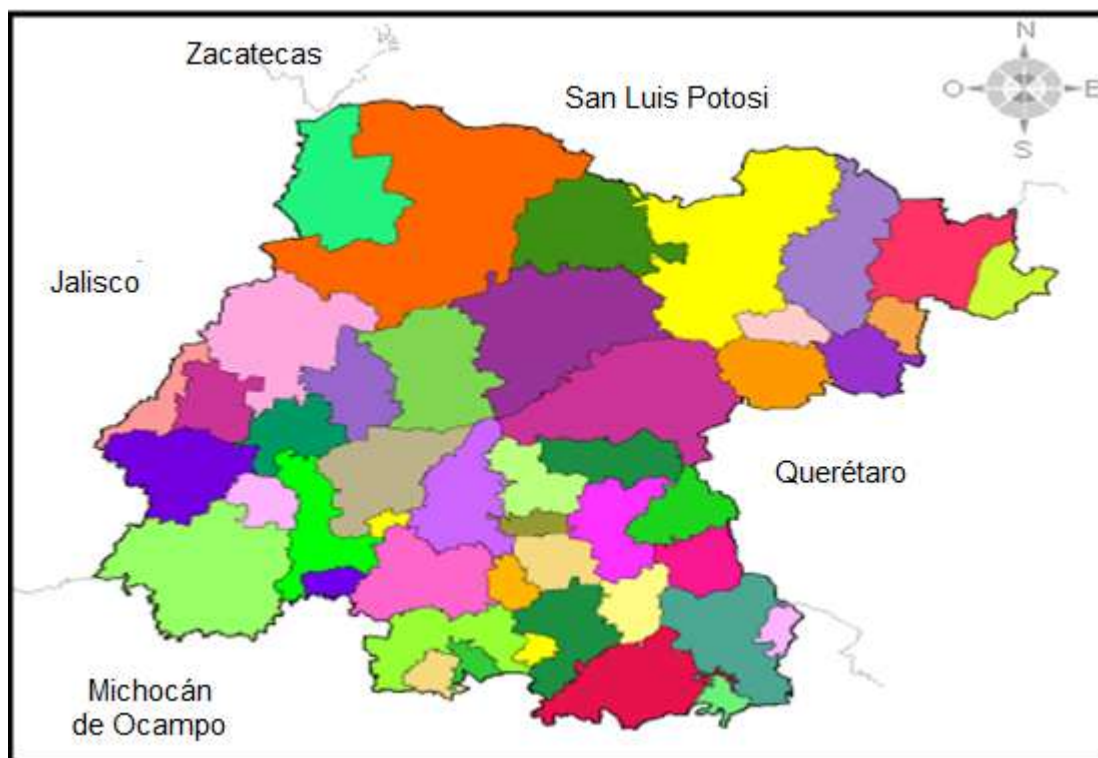 Zacatecas
San Luis Potosi
N
O
E
S
Jalisco
Querétaro
Michocán
de Ocampo